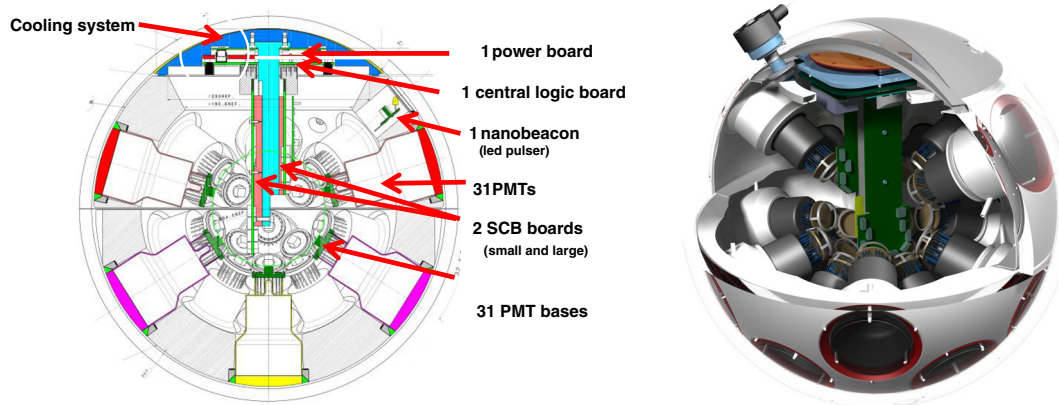 Cooling system
1 power board
1 central logic board
1 nanobeacon
(led pulser)
31PMTs
2 SCB boards
(small and large)
31 PMT bases